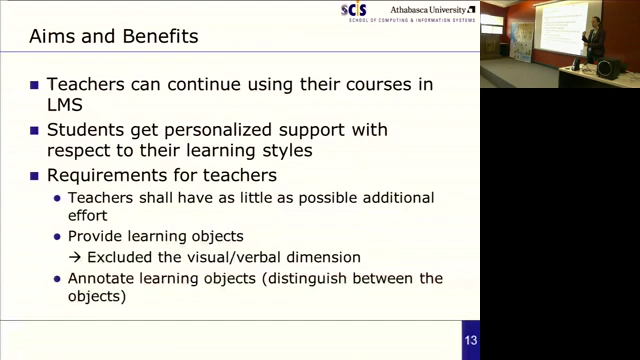 SCIS
SCHOOL OF COMPUTING & INFORMATION SYSTEMS
Athabasca University
Aims and Benefits
Teachers can continue using their courses in
LMS
Students get personalized support with
respect to their learning styles
Requirements for teachers
Teachers shall have as little as possible additional
effort
Provide learning objects
→ Excluded the visual/verbal dimension
Annotate learning objects (distinguish between the
objects)
13